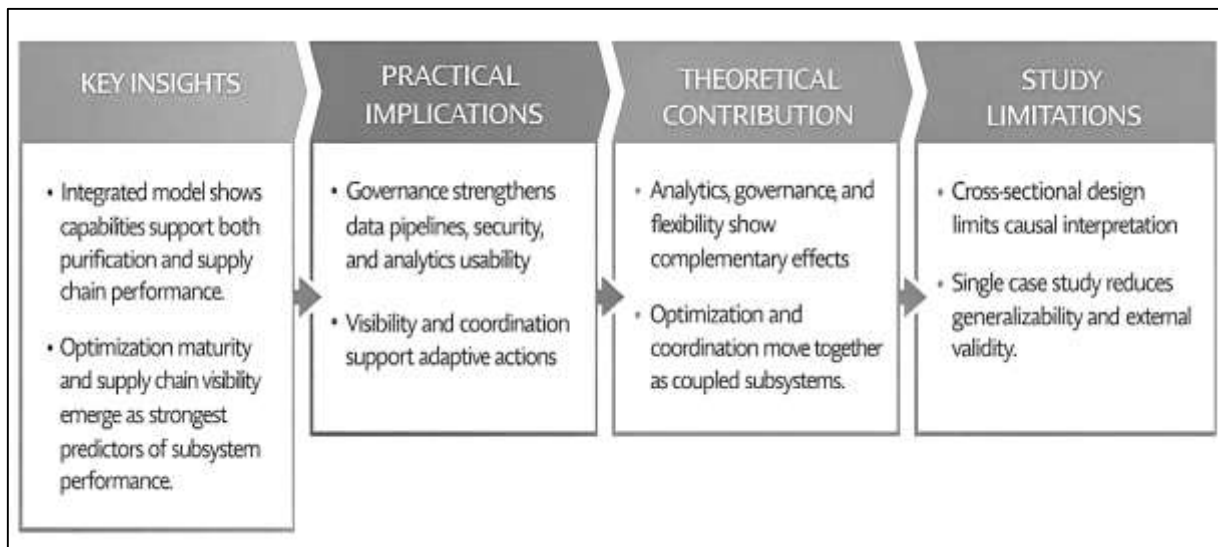 KEY INSIGHTS
• Integrated model shows
capabilities support both
purification and supply
chain performance.
• Optimization maturity
and supply chain visibility
emerge as strongest
predictors of subsystem
performance.
PRACTICAL
IMPLICATIONS
• Governance strengthens
data pipelines, security,
and analytics usability
• Visibility and coordination
support adaptive actions
THEORETICAL
CONTRIBUTION
• Analytics, governance, and
flexibility show
complementary effects
• Optimization and
coordination move together
as coupled subsystems.
STUDY
LIMITATIONS
• Cross-sectional design
limits causal interpretation
• Single case study reduces
generalizability and external
validity.